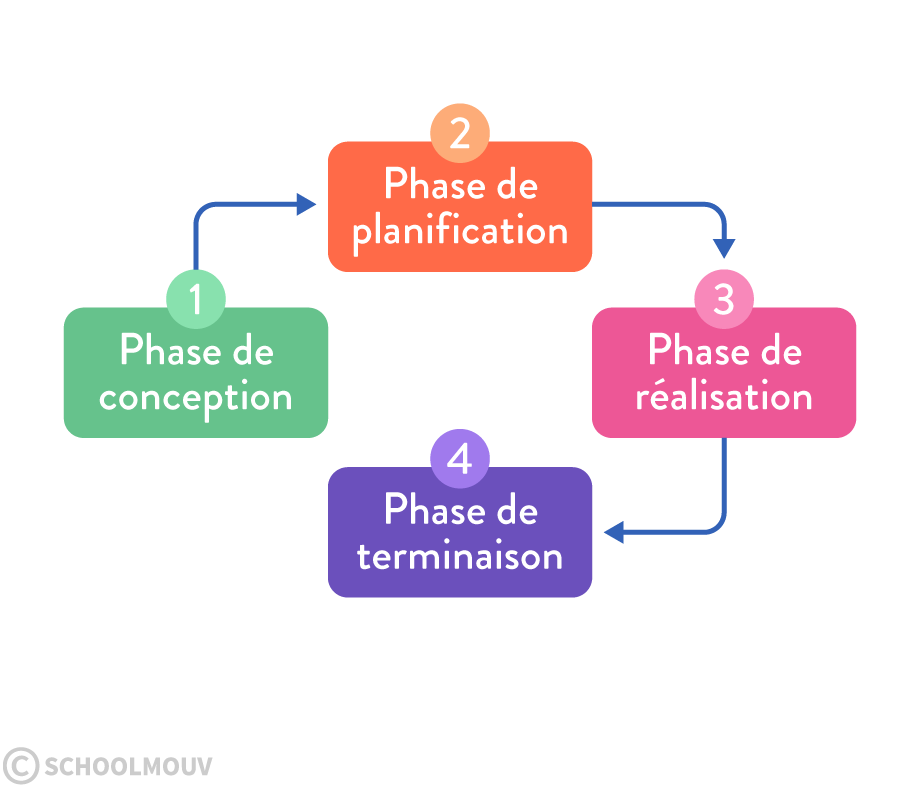 1
Phase de
conception
2
Phase de
planification
3
Phase de
réalisation
4
Phase de
terminaison
© SCHOOLMOUV